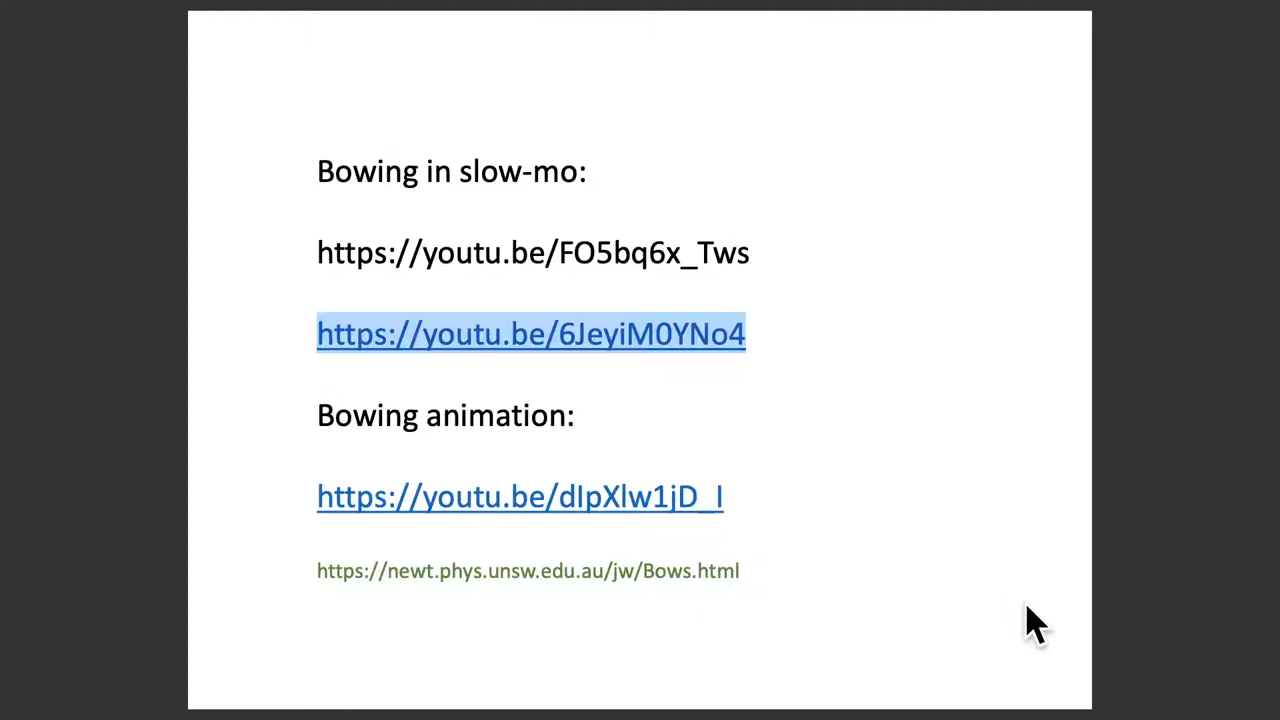 Bowing in slow-mo:
https://youtu.be/FO5bq6x_Tws
https://youtu.be/6JeyiM0YNo4
Bowing animation:
https://youtu.be/dIpXlw1jD_I
https://newt.phys.unsw.edu.au/jw/Bows.html